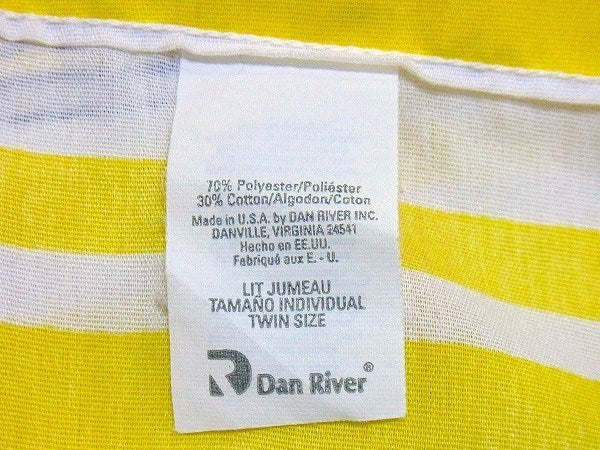 70% Polyester/Poliéster
30% Cotton/Algodon/Coton
Made in U.S.A. by DAN RIVER INC.
DANVILLE, VIRGINIA 24541
Hecho en EE.UU.
Fabriqué aux E. - U.
LIT JUMEAU
TAMAÑO INDIVIDUAL
TWIN SIZE
Dan River®